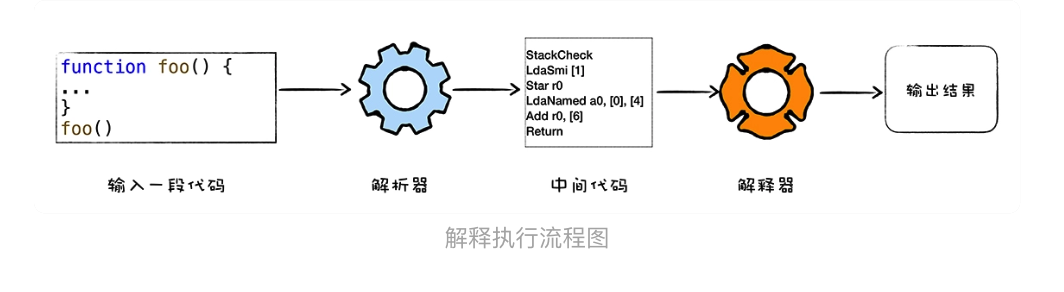 function foo() {
...
}
foo()
StackCheck
LdaSmi [1]
Star r0
LdaNamed a0, [0], [4]
Add r0, [6]
Return
输出结果
输入一段代码
解析器
中间代码
解释器
解释执行流程图